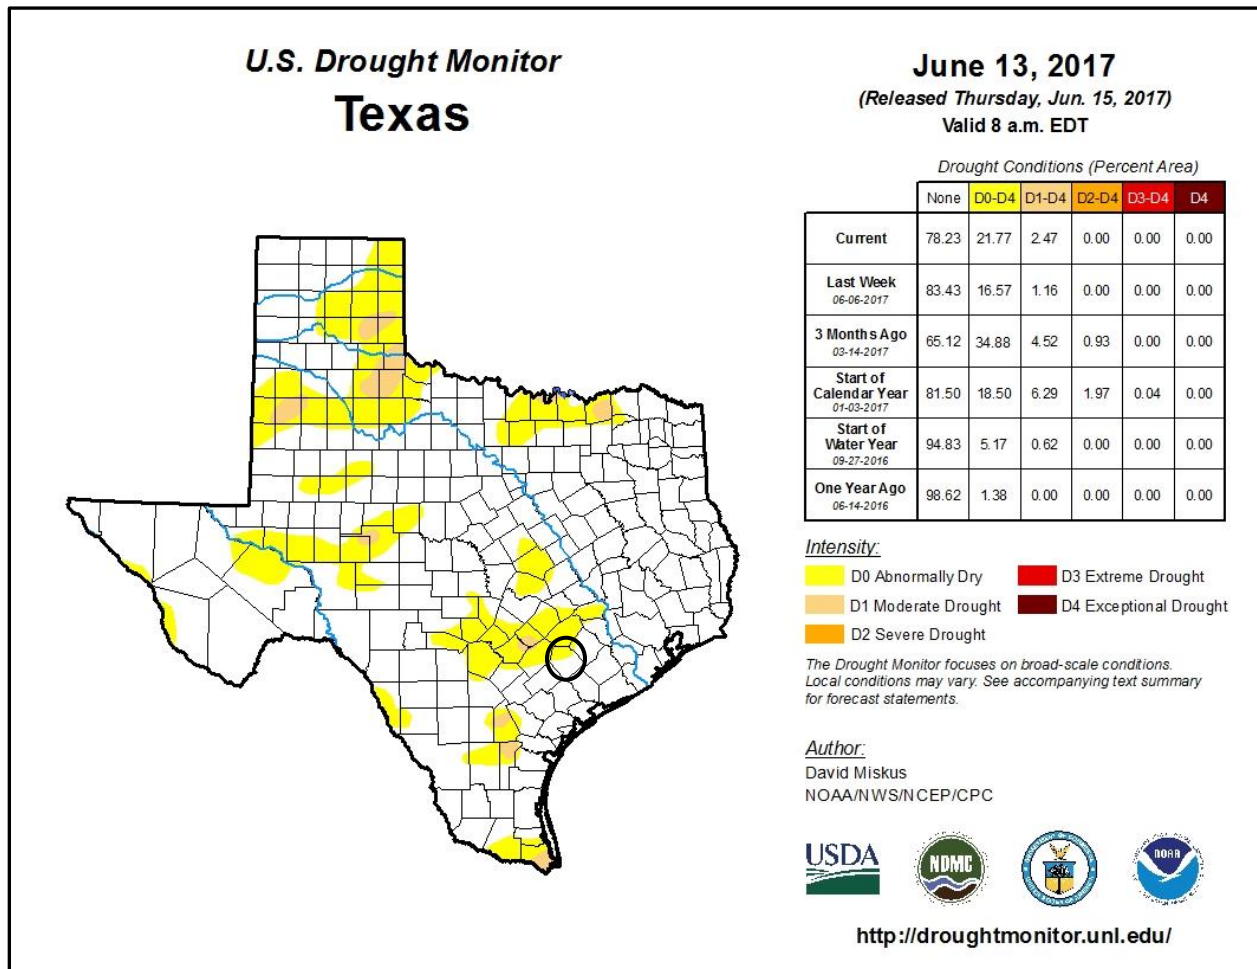 U.S. Drought Monitor
Texas
June 13, 2017
(Released Thursday, Jun. 15, 2017)
Valid 8 a.m. EDT
Drought Conditions (Percent Area)
None D0-D4 D1-D4 D2-D4 D3-D4 D4
Current 78.23 21.77 2.47 0.00 0.00 0.00
Last Week
06-06-2017
83.43 16.57 1.16 0.00 0.00 0.00
3 Months Ago
03-14-2017
65.12 34.88 4.52 0.93 0.00 0.00
Start of
Calendar Year
01-03-2017
81.50 18.50 6.29 1.97 0.04 0.00
Start of
Water Year
09-27-2016
94.83 5.17 0.62 0.00 0.00 0.00
One Year Ago
06-14-2016
98.62 1.38 0.00 0.00 0.00 0.00
Intensity:
D0 Abnormally Dry
D1 Moderate Drought
D2 Severe Drought
D3 Extreme Drought
D4 Exceptional Drought
The Drought Monitor focuses on broad-scale conditions.
Local conditions may vary. See accompanying text summary
for forecast statements.
Author:
David Miskus
NOAA/NWS/NCEP/CPC
USDA
NDMC
NOAA
http://droughtmonitor.unl.edu/